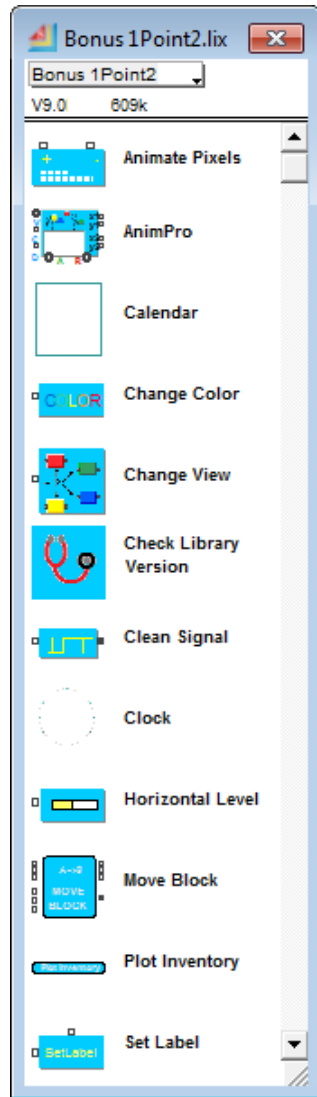 Bonus 1Point2.lix
Bonus 1Point2
V9.0 609k
Animate Pixels
AnimPro
Calendar
COLOR Change Color
Change View
Check Library
Version
Clean Signal
Clock
Horizontal Level
A->B
MOVE
BLOCK
Move Block
Plot Inventory Plot Inventory
SetLabel Set Label